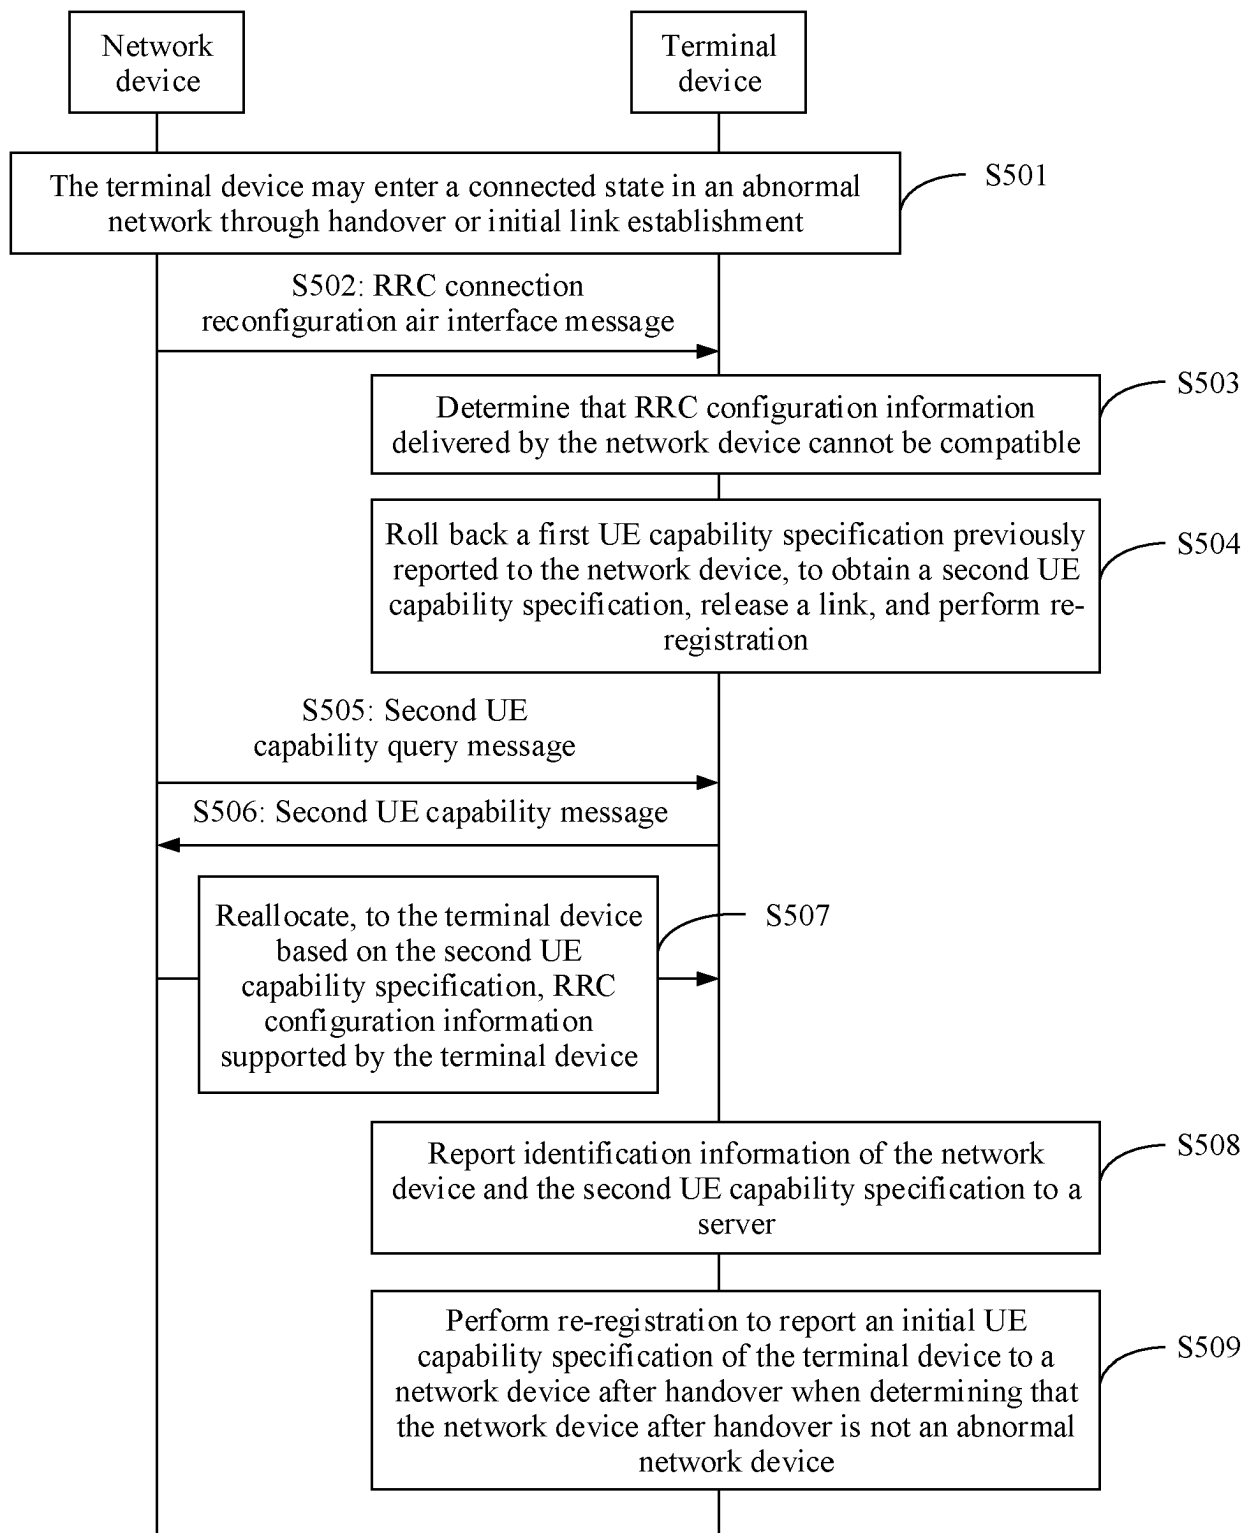 Network
device
Terminal
device
The terminal device may enter a connected state in an abnormal
network through handover or initial link establishment
S501
S502: RRC connection
reconfiguration air interface message
Determine that RRC configuration information
delivered by the network device cannot be compatible
S503
Roll back a first UE capability specification previously
reported to the network device, to obtain a second UE
capability specification, release a link, and perform re-
registration
S504
S505: Second UE
capability query message
S506: Second UE capability message
Reallocate, to the terminal device
based on the second UE
capability specification, RRC
configuration information
supported by the terminal device
S507
Report identification information of the network
device and the second UE capability specification to a
server
S508
Perform re-registration to report an initial UE
capability specification of the terminal device to a
network device after handover when determining that
the network device after handover is not an abnormal
network device
S509